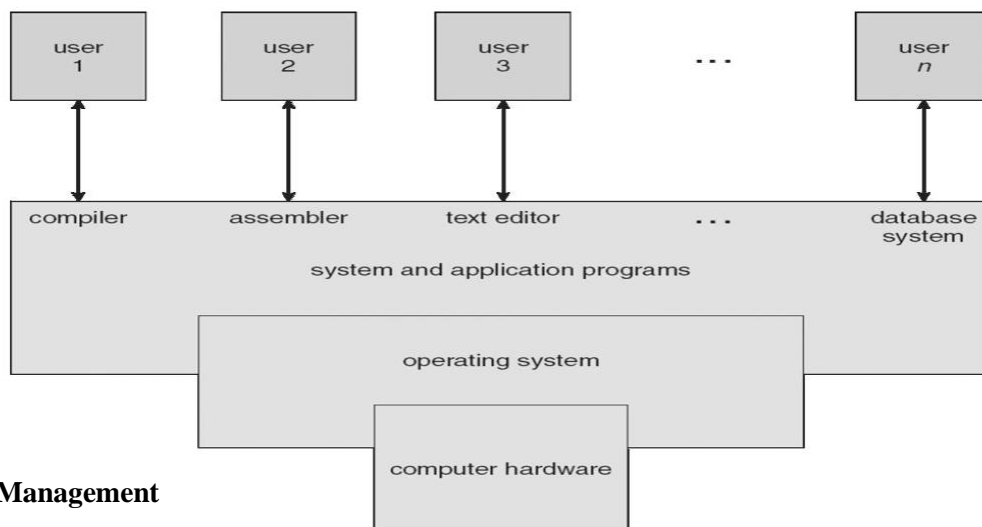 user
1
user
2
user
3
...
user
n
compiler
assembler
text editor
...
database
system
system and application programs
operating system
computer hardware
Management